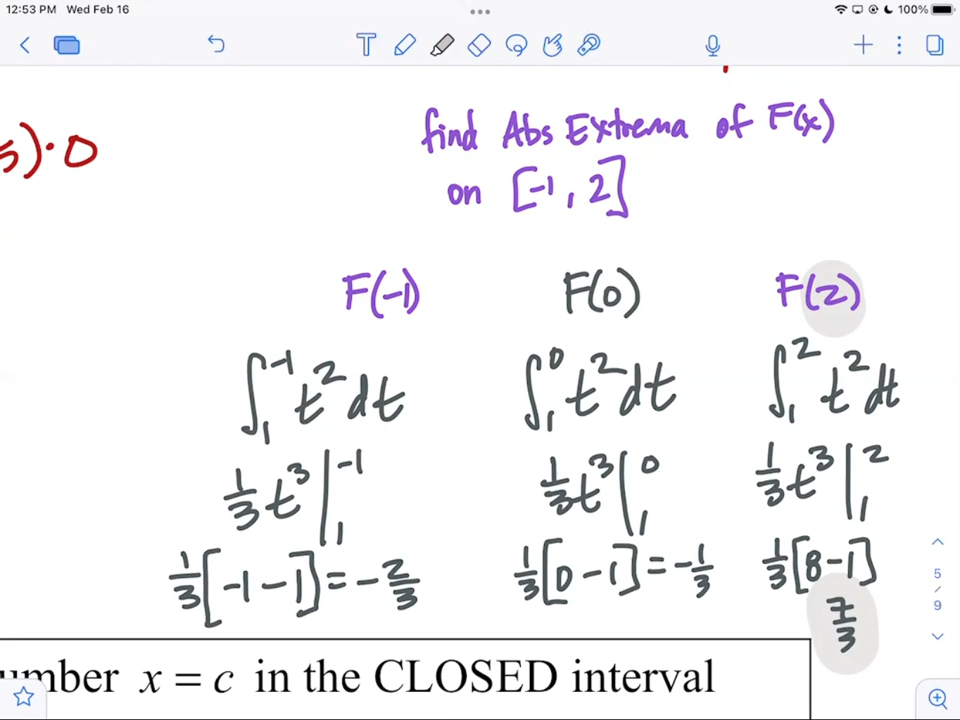 12:53 PM Wed Feb 16
100%
5) · 0
find Abs Extrema of F(x)
on [-1, 2]
F(-1) F(0) F(2)
∫₁⁻¹ t² dt ∫₁⁰ t² dt ∫₁² t² dt
⅓t³|₁⁻¹ ⅓t³|₁⁰ ⅓t³|₁²
⅓[-1-1] = -⅔ ⅓[0-1] = -⅓ ⅓[8-1]
7/3
x = c in the CLOSED interval
5
/
9